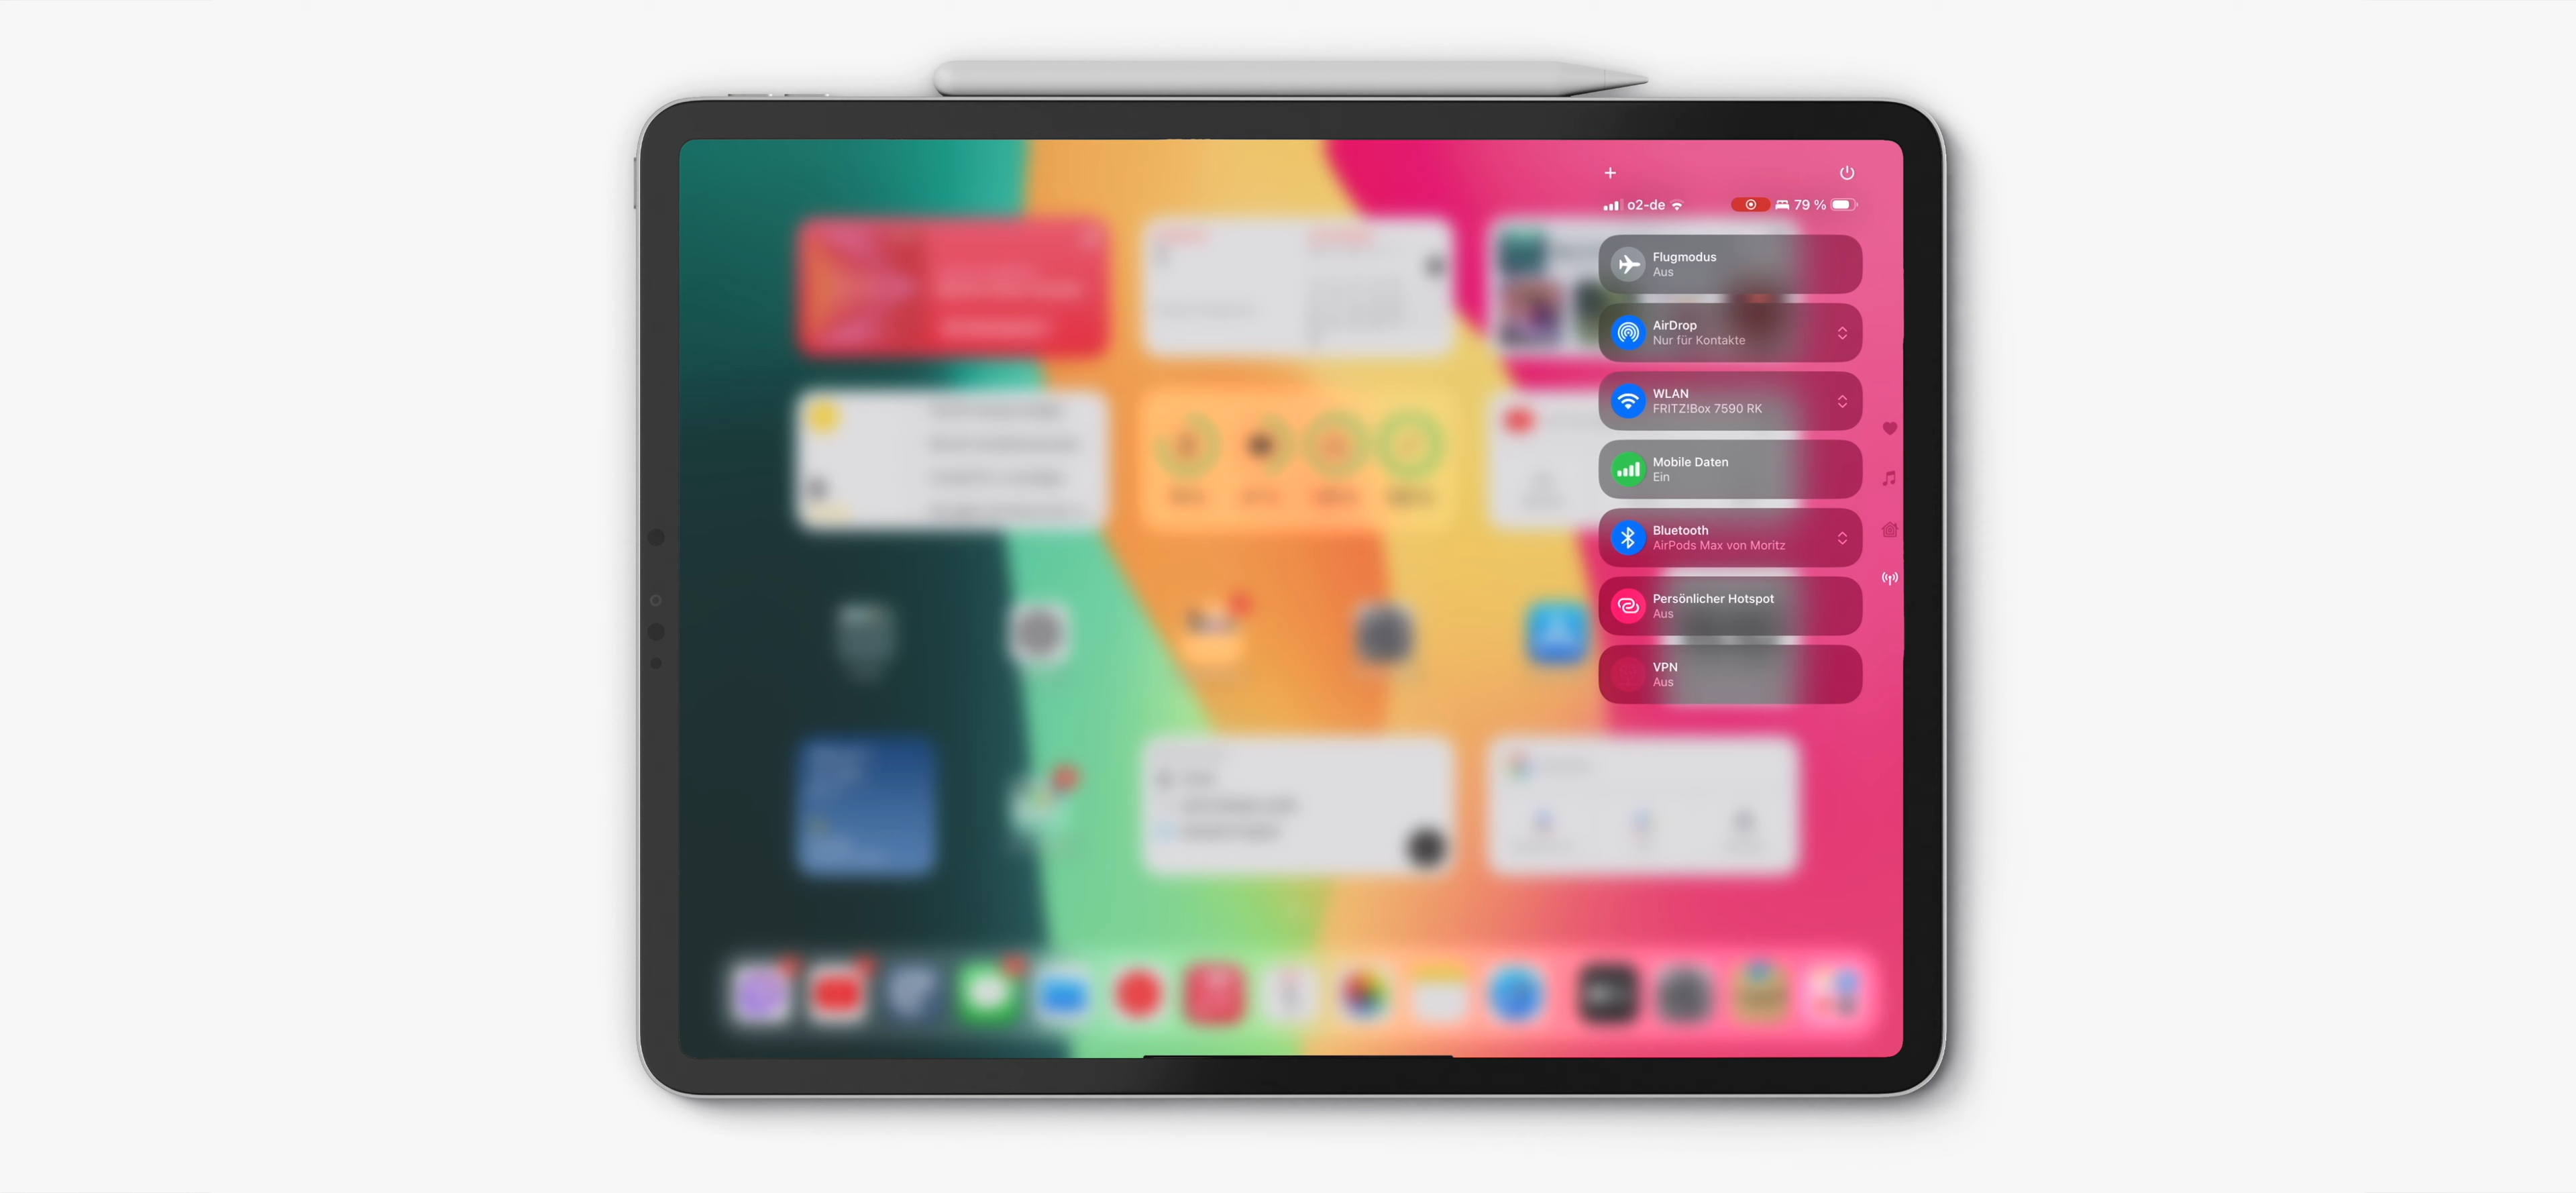 o2-de 79 %
Flugmodus
Aus
AirDrop
Nur für Kontakte
WLAN
FRITZ!Box 7590 RK
Mobile Daten
Ein
Bluetooth
AirPods Max von Moritz
Persönlicher Hotspot
Aus
VPN
Aus